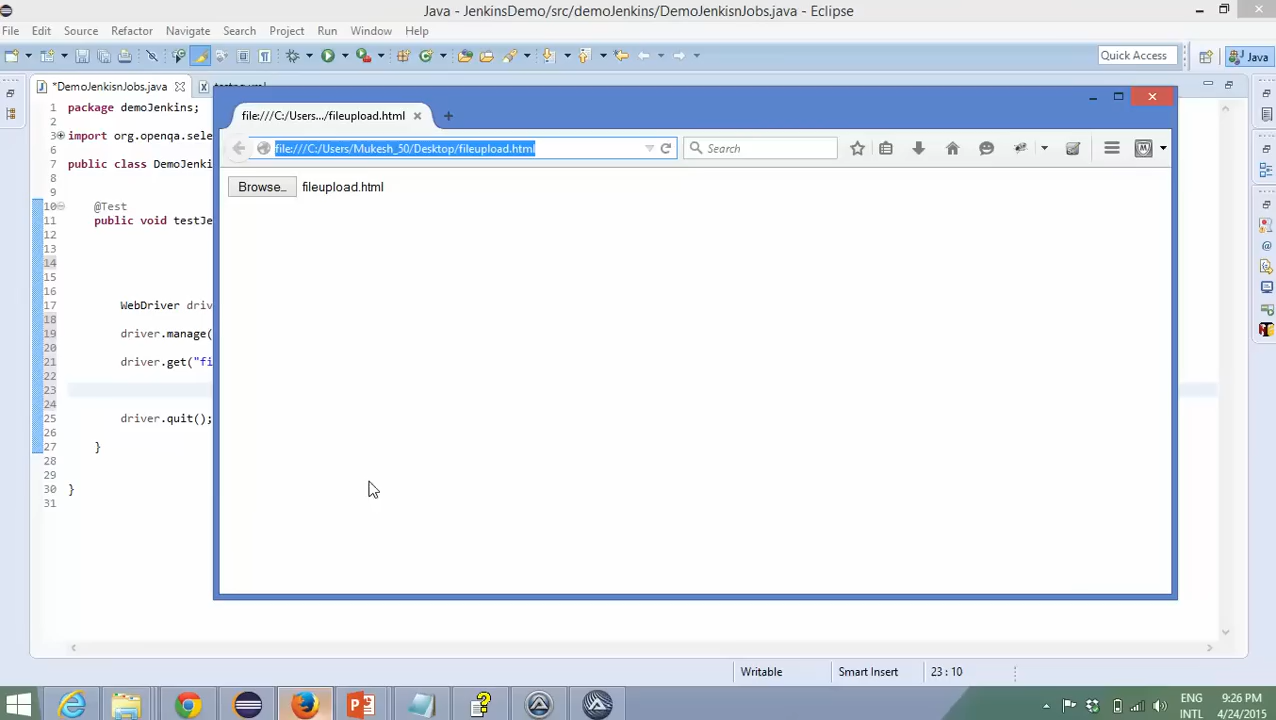 Java - JenkinsDemo/src/demoJenkins/DemoJenkisnJobs.java - Eclipse
File Edit Source Refactor Navigate Search Project Run Window Help
Quick Access
Java
*DemoJenkisnJobs.java
file:///C:/Users.../fileupload.html
file:///C:/Users/Mukesh_50/Desktop/fileupload.html
Search
Browse..
fileupload.html
1 package demoJenkins;
2
3 import org.openqa.sele
6
7 public class DemoJenki
8
9
10 @Test
11 public void testJe
12
13
14
15
16
17 WebDriver driv
18
19 driver.manage(
20
21 driver.get("fi
22
23
24
25 driver.quit();
26
27 }
28
29
30 }
31
Writable
Smart Insert
23 : 10
ENG
INTL
9:26 PM
4/24/2015